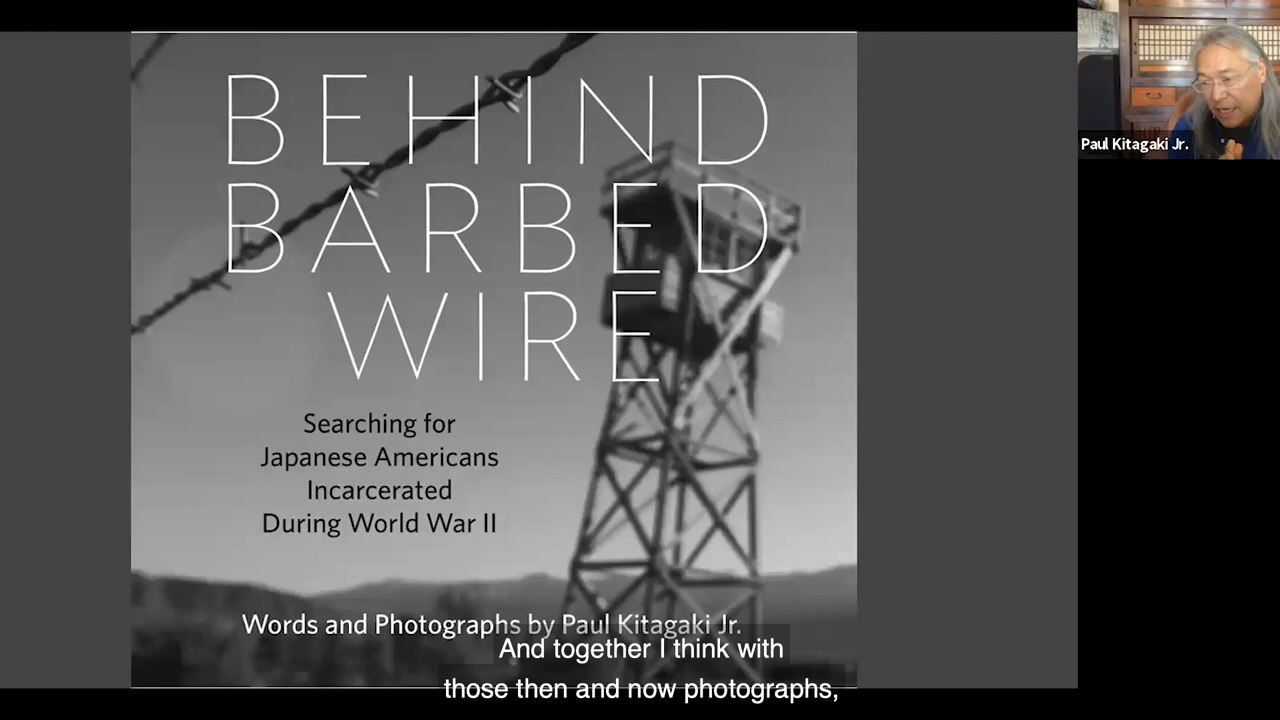 BEHIND
BARBED
WIRE
Searching for
Japanese Americans
Incarcerated
During World War II
Words and Photographs by Paul Kitagaki Jr.
And together I think with
those then and now photographs,
Paul Kitagaki Jr.